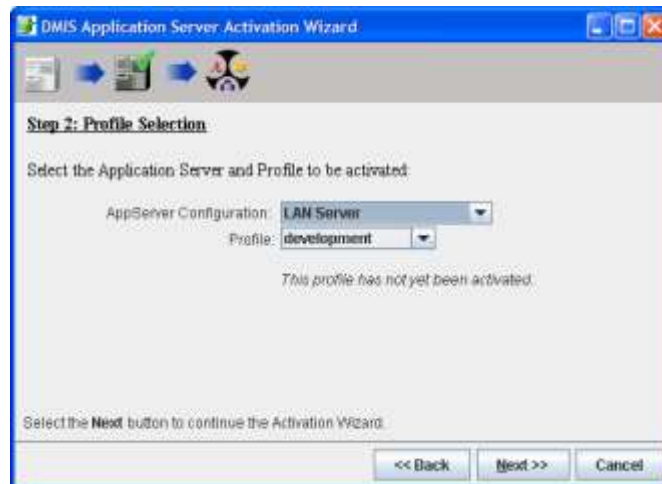 DMIS Application Server Activation Wizard
Step 2: Profile Selection
Select the Application Server and Profile to be activated:
AppServer Configuration: LAN Server
Profile: development
This profile has not yet been activated.
Select the Next button to continue the Activation Wizard.
<< Back Next >> Cancel